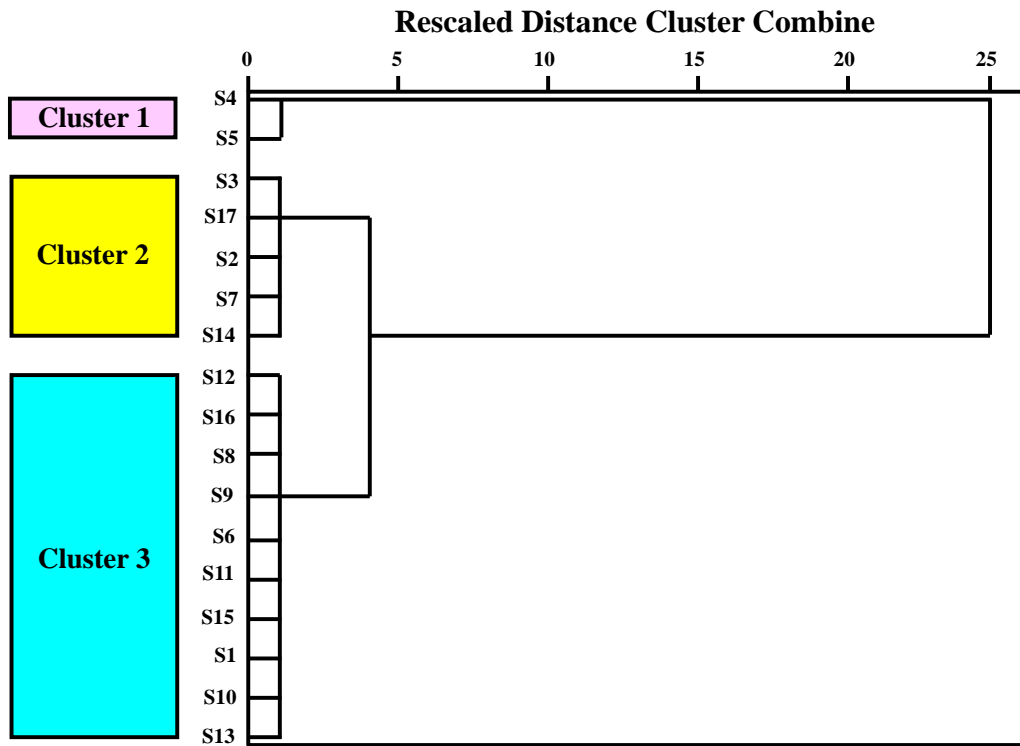 Rescaled Distance Cluster Combine
0 5 10 15 20 25
S4
Cluster 1
S5
S3
S17
Cluster 2
S2
S7
S14
S12
S16
S8
S9
S6
Cluster 3
S11
S15
S1
S10
S13